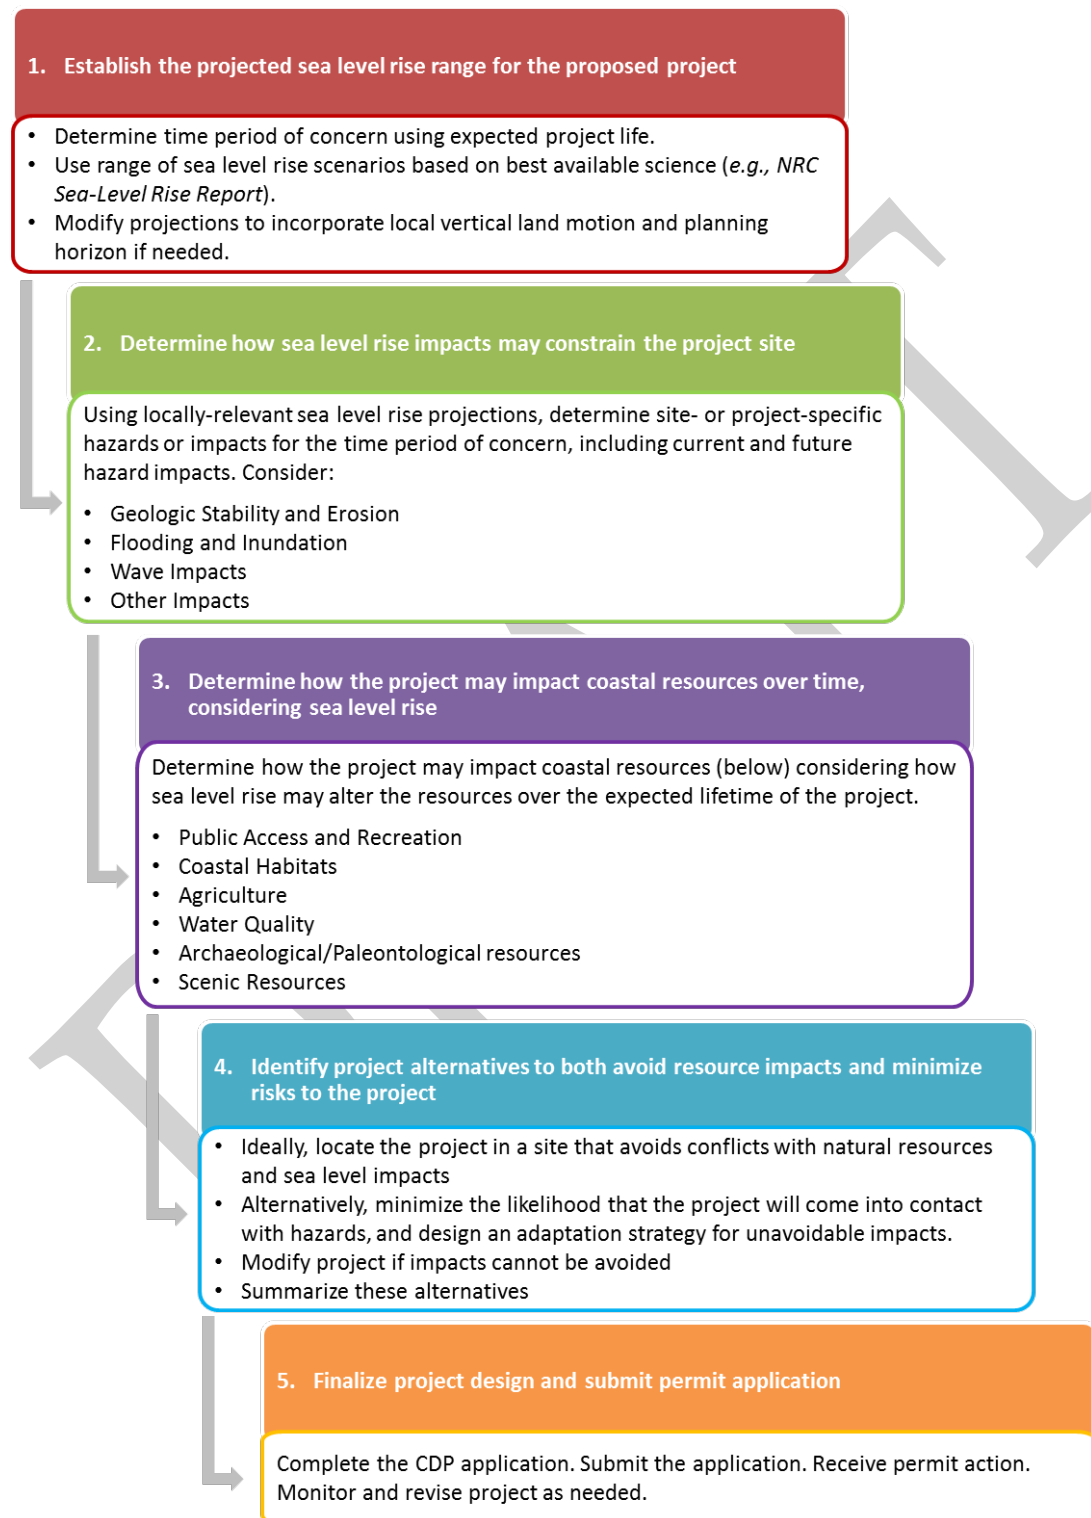 1. Establish the projected sea level rise range for the proposed project
• Determine time period of concern using expected project life.
• Use range of sea level rise scenarios based on best available science (e.g., NRC
Sea-Level Rise Report).
• Modify projections to incorporate local vertical land motion and planning
horizon if needed.
2. Determine how sea level rise impacts may constrain the project site
Using locally-relevant sea level rise projections, determine site- or project-specific
hazards or impacts for the time period of concern, including current and future
hazard impacts. Consider:
• Geologic Stability and Erosion
• Flooding and Inundation
• Wave Impacts
• Other Impacts
3. Determine how the project may impact coastal resources over time,
considering sea level rise
Determine how the project may impact coastal resources (below) considering how
sea level rise may alter the resources over the expected lifetime of the project.
• Public Access and Recreation
• Coastal Habitats
• Agriculture
• Water Quality
• Archaeological/Paleontological resources
• Scenic Resources
4. Identify project alternatives to both avoid resource impacts and minimize
risks to the project
• Ideally, locate the project in a site that avoids conflicts with natural resources
and sea level impacts
• Alternatively, minimize the likelihood that the project will come into contact
with hazards, and design an adaptation strategy for unavoidable impacts.
• Modify project if impacts cannot be avoided
• Summarize these alternatives
5. Finalize project design and submit permit application
Complete the CDP application. Submit the application. Receive permit action.
Monitor and revise project as needed.